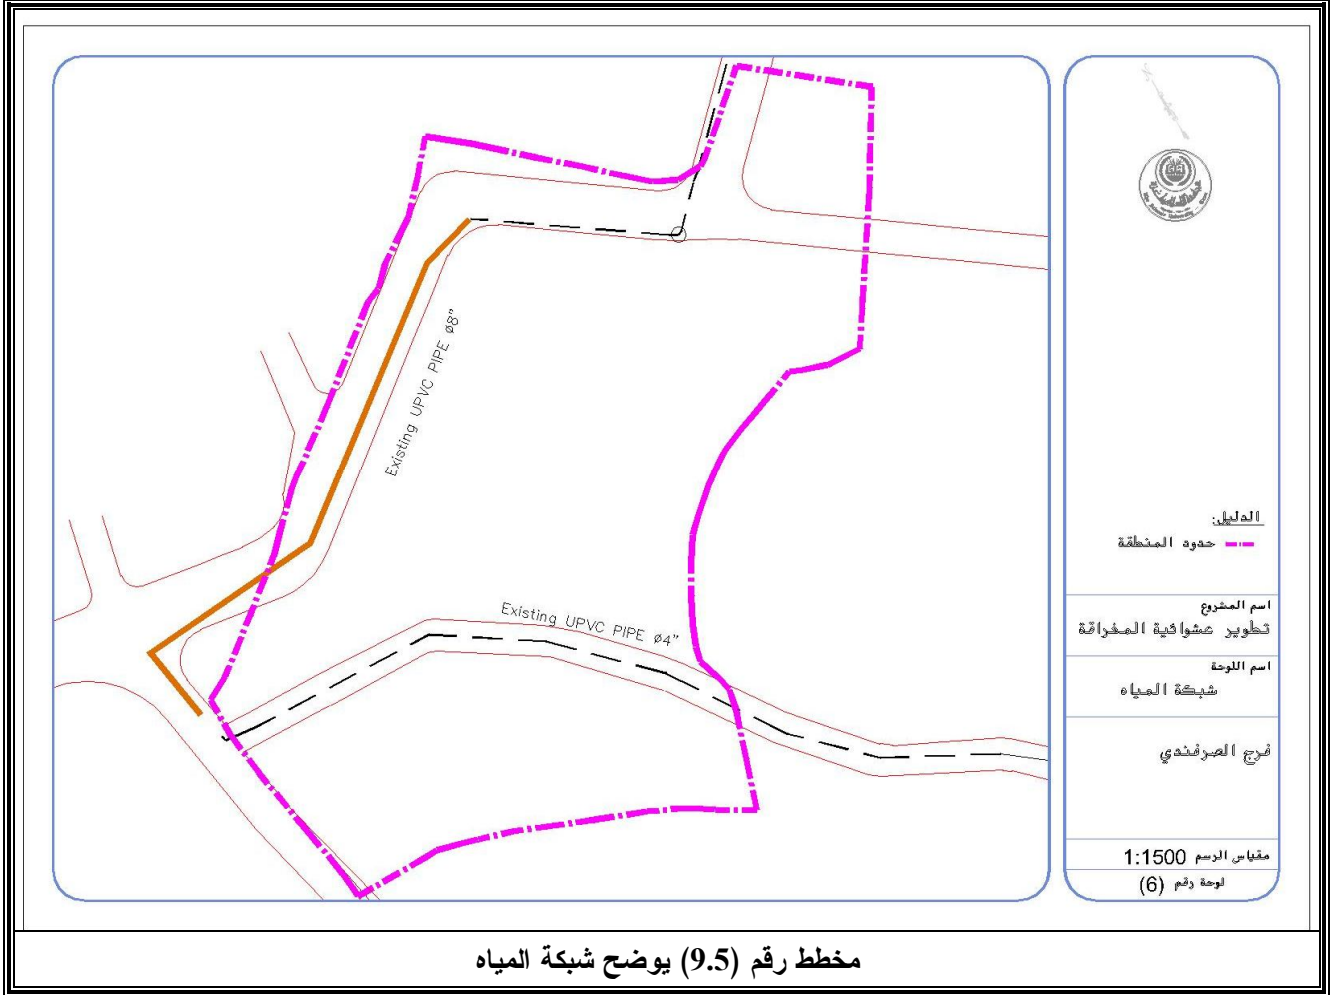 Existing UPVC PIPE ø8"
Existing UPVC PIPE ø4"
الدليل:
حدود المنطقة
اسم المشروع
تطوير عشوائية المغراقة
اسم اللوحة
شبكة المياه
فرج الصرفندي
مقياس الرسم 1:1500
لوحة رقم (6)
مخطط رقم (9.5) يوضح شبكة المياه